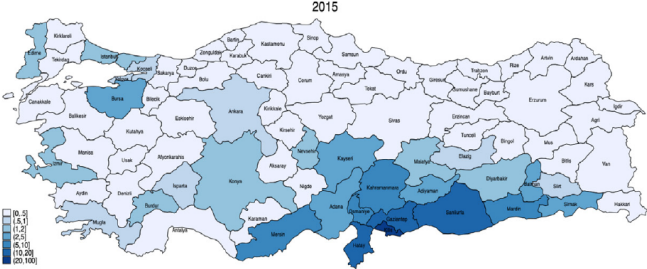 2015
Kirklareli
Edirne
Tekirdag
Istanbul
Kocaeli
Yalova
Sakarya
Duzce
Zonguldak
Bartin
Karabuk
Kastamonu
Sinop
Samsun
Ordu
Giresun
Trabzon
Rize
Artvin
Ardahan
Kars
Igdir
Agri
Bolu
Cankiri
Corum
Amasya
Tokat
Gumushane
Bayburt
Erzurum
Canakkale
Balikesir
Bursa
Bilecik
Eskisehir
Ankara
Kirikkale
Yozgat
Sivas
Erzincan
Tunceli
Bingol
Mus
Bitlis
Van
Kutahya
Manisa
Izmir
Usak
Afyonkarahisar
Kirsehir
Nevsehir
Aksaray
Kayseri
Malatya
Elazig
Diyarbakir
Batman
Siirt
Aydin
Denizli
Isparta
Burdur
Konya
Nigde
Kahramanmaras
Adiyaman
Mugla
Antalya
Karaman
Mersin
Adana
Osmaniye
Gaziantep
Kilis
Hatay
Sanliurfa
Mardin
Sirnak
Hakkari
[0,.5]
(.5,1]
(1,2]
(2,5]
(5,10]
(10,20]
(20,100]